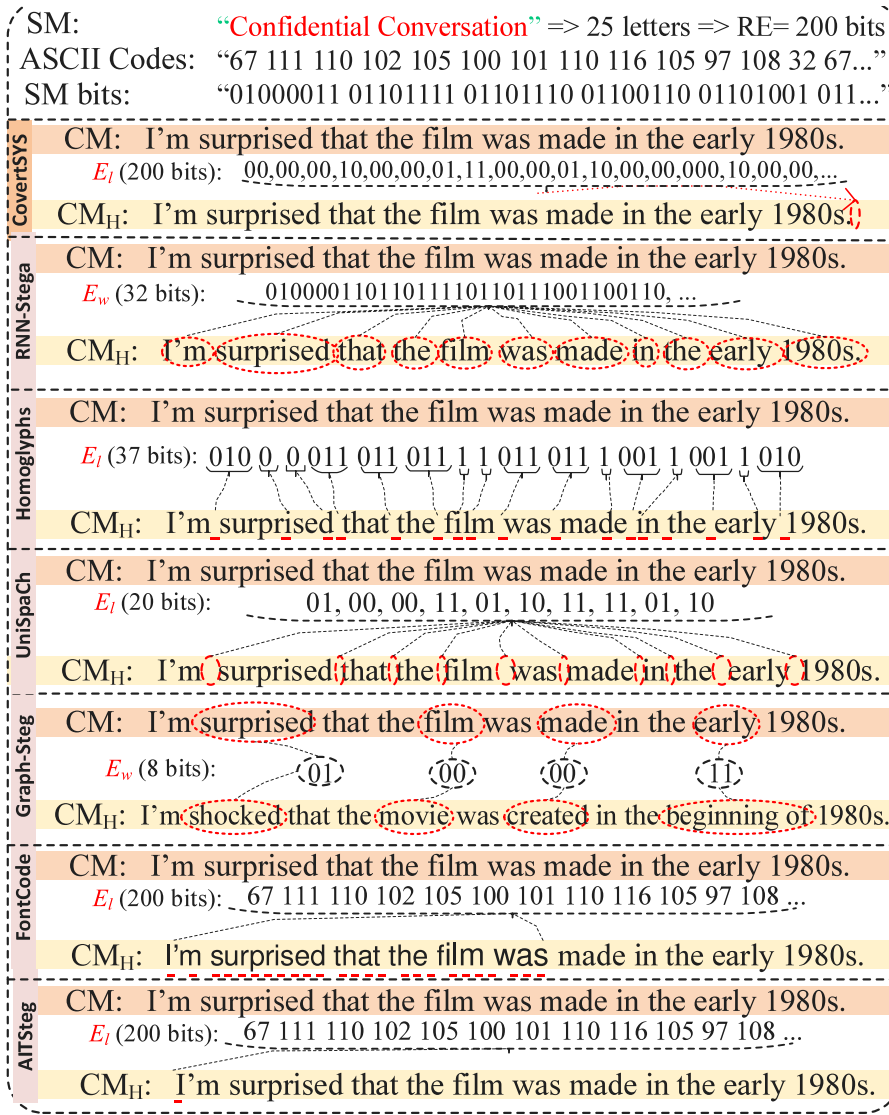 SM: “Confidential Conversation” => 25 letters => RE= 200 bits
ASCII Codes: “67 111 110 102 105 100 101 110 116 105 97 108 32 67...”
SM bits: “01000011 01101111 01101110 01100110 01101001 011...”
CovertSYS
CM: I’m surprised that the film was made in the early 1980s.
El (200 bits): 00,00,00,10,00,00,01,11,00,00,01,10,00,00,000,10,00,00,...
CMH: I’m surprised that the film was made in the early 1980s.
RNN-Stega
CM: I’m surprised that the film was made in the early 1980s.
Ew (32 bits): 01000011011011110110111001100110, ...
CMH: I’m surprised that the film was made in the early 1980s.
Homoglyphs
CM: I’m surprised that the film was made in the early 1980s.
El (37 bits): 010 0 0 011 011 011 1 1 011 011 1 001 1 001 1 010
CMH: I’m surprised that the film was made in the early 1980s.
UniSpaCh
CM: I’m surprised that the film was made in the early 1980s.
El (20 bits): 01, 00, 00, 11, 01, 10, 11, 11, 01, 10
CMH: I’m surprised that the film was made in the early 1980s.
Graph-Steg
CM: I’m surprised that the film was made in the early 1980s.
Ew (8 bits): 01 00 00 11
CMH: I’m shocked that the movie was created in the beginning of 1980s.
FontCode
CM: I’m surprised that the film was made in the early 1980s.
El (200 bits): 67 111 110 102 105 100 101 110 116 105 97 108 ...
CMH: I’m surprised that the film was made in the early 1980s.
AITSteg
CM: I’m surprised that the film was made in the early 1980s.
El (200 bits): 67 111 110 102 105 100 101 110 116 105 97 108 ...
CMH: I’m surprised that the film was made in the early 1980s.